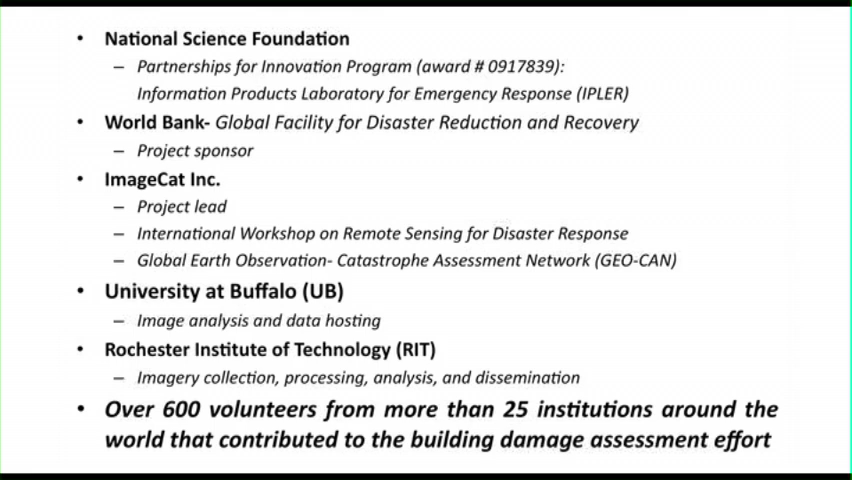 • National Science Foundation
– Partnerships for Innovation Program (award # 0917839):
Information Products Laboratory for Emergency Response (IPLER)
• World Bank- Global Facility for Disaster Reduction and Recovery
– Project sponsor
• ImageCat Inc.
– Project lead
– International Workshop on Remote Sensing for Disaster Response
– Global Earth Observation- Catastrophe Assessment Network (GEO-CAN)
• University at Buffalo (UB)
– Image analysis and data hosting
• Rochester Institute of Technology (RIT)
– Imagery collection, processing, analysis, and dissemination
• Over 600 volunteers from more than 25 institutions around the
world that contributed to the building damage assessment effort